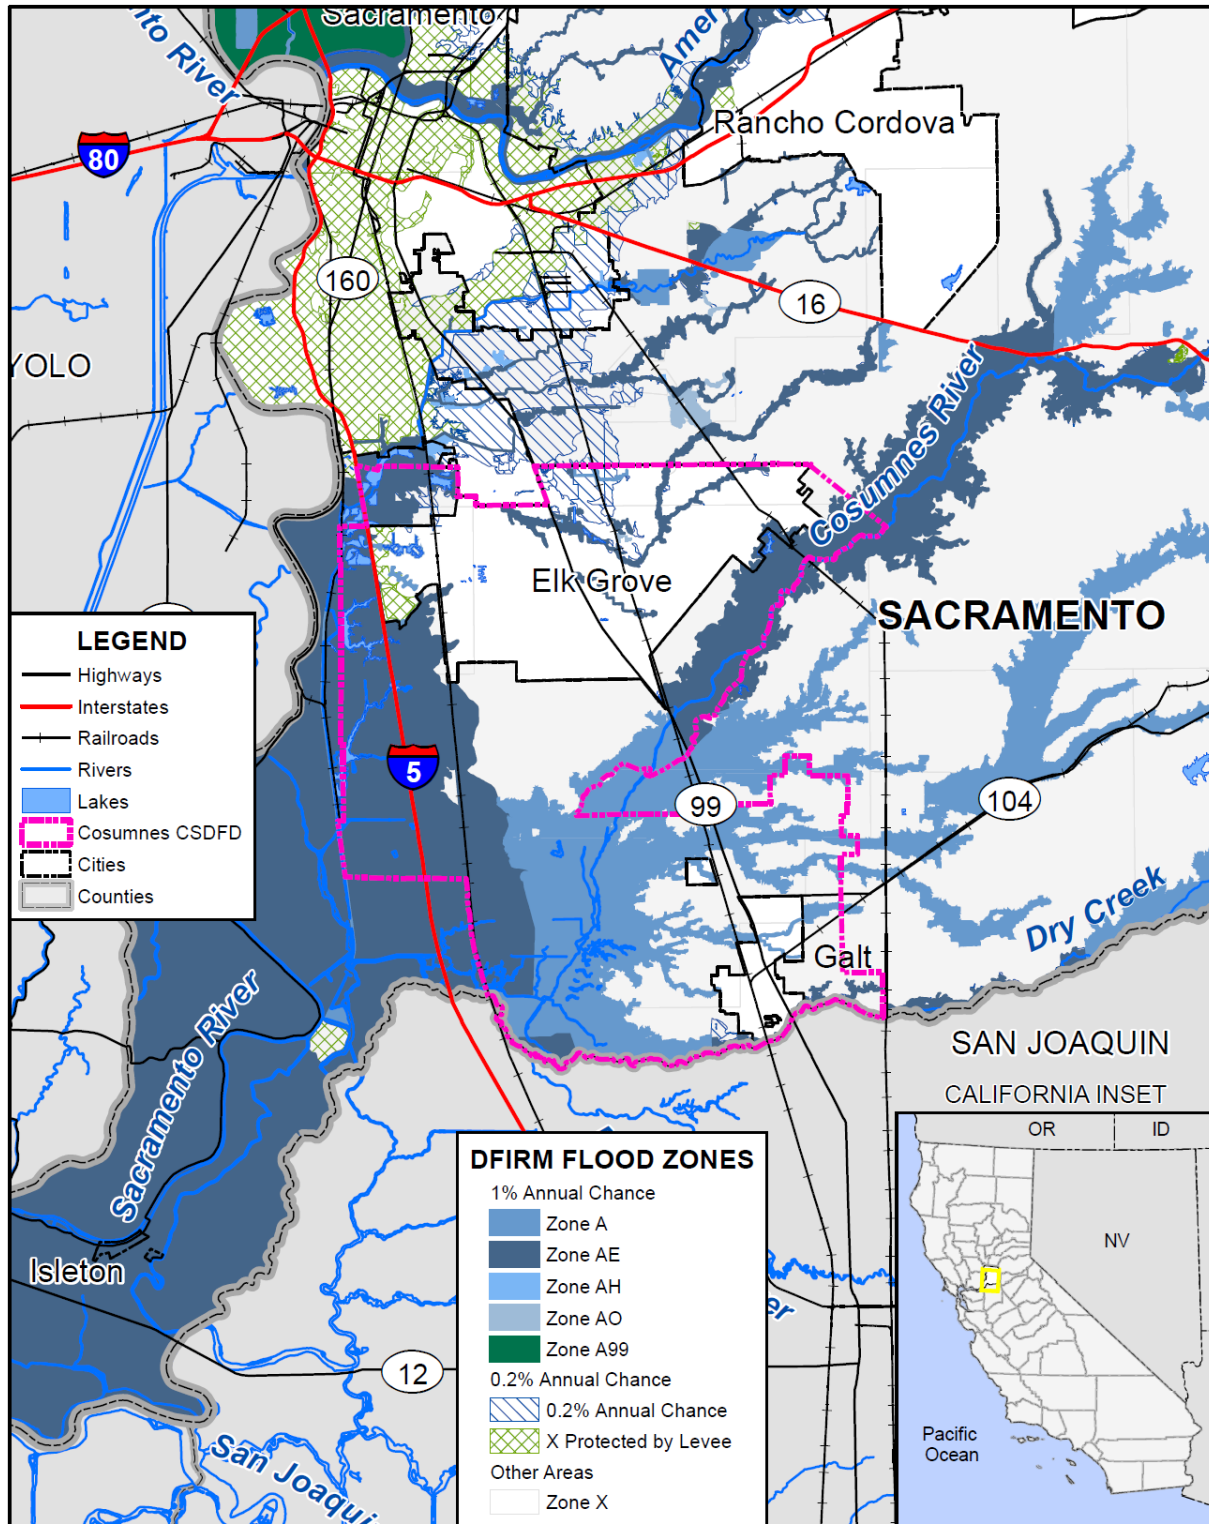 Sacramento
nto River
Amer
Rancho Cordova
80
160
16
YOLO
Cosumnes River
Elk Grove
SACRAMENTO
LEGEND
Highways
Interstates
Railroads
Rivers
Lakes
Cosumnes CSDFD
Cities
Counties
5
99
104
Dry Creek
Galt
Sacramento River
SAN JOAQUIN
CALIFORNIA INSET
OR
ID
NV
Pacific
Ocean
Isleton
12
San Joaqui
er
DFIRM FLOOD ZONES
1% Annual Chance
Zone A
Zone AE
Zone AH
Zone AO
Zone A99
0.2% Annual Chance
0.2% Annual Chance
X Protected by Levee
Other Areas
Zone X